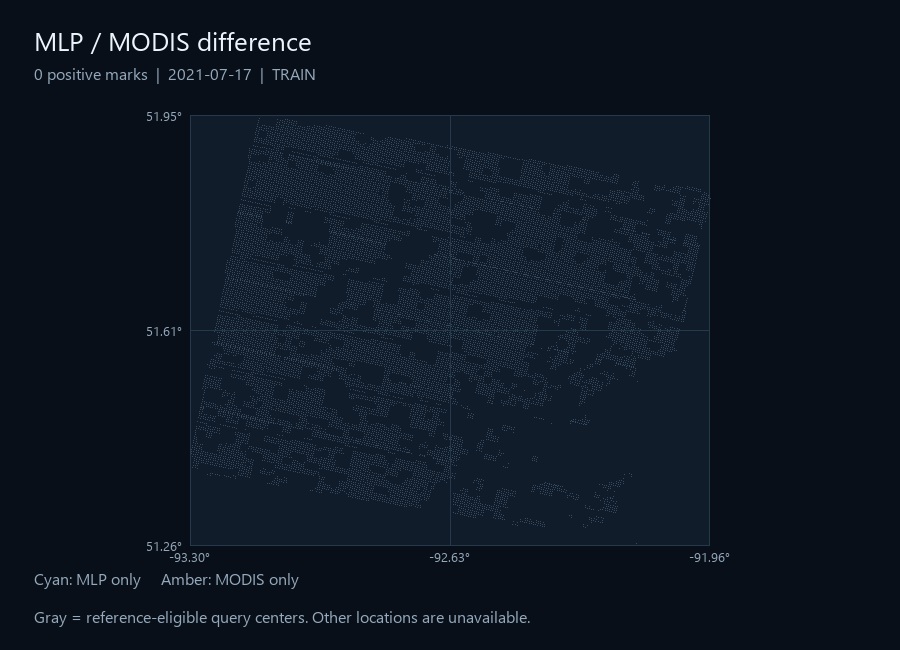 MLP / MODIS difference
0 positive marks | 2021-07-17 | TRAIN
51.95°
51.61°
51.26°
-93.30° -92.63° -91.96°
Cyan: MLP only Amber: MODIS only
Gray = reference-eligible query centers. Other locations are unavailable.